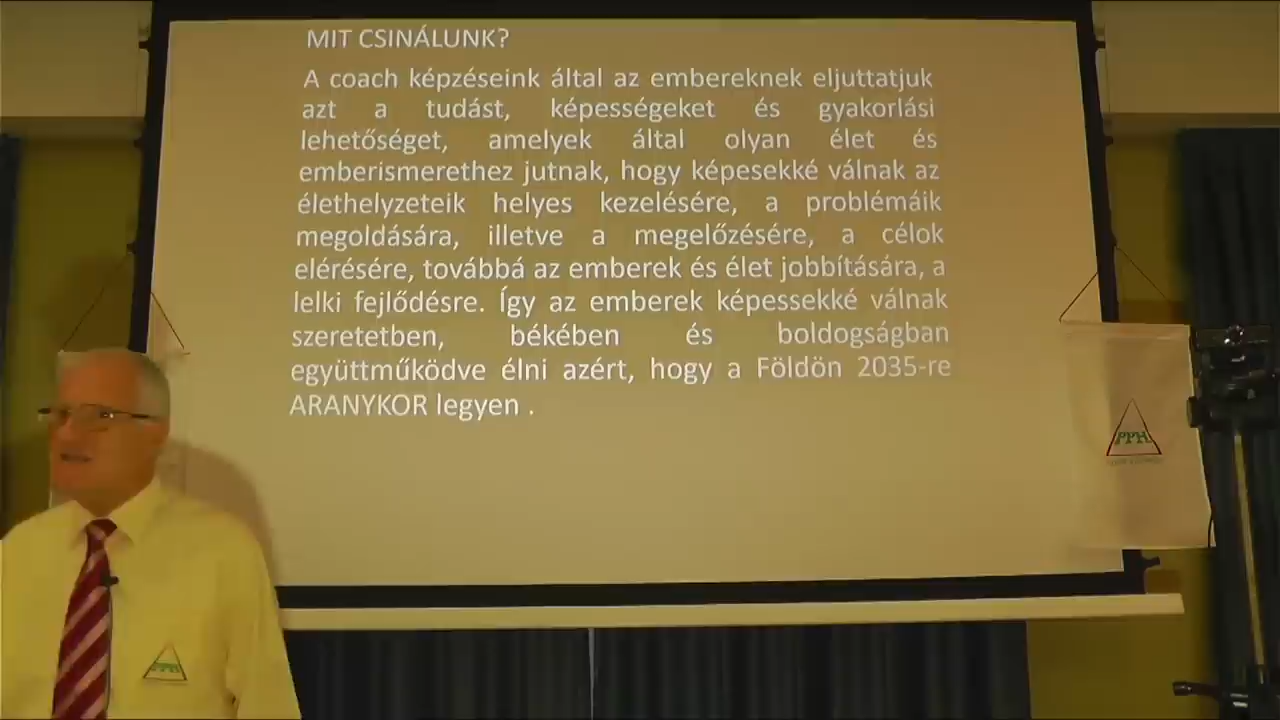 MIT CSINÁLUNK?
A coach képzéseink által az embereknek eljuttatjuk
azt a tudást, képességeket és gyakorlási
lehetőséget, amelyek által olyan élet és
emberismerethez jutnak, hogy képesekké válnak az
élethelyzeteik helyes kezelésére, a problémáik
megoldására, illetve a megelőzésére, a célok
elérésére, továbbá az emberek és élet jobbítására, a
lelki fejlődésre. Így az emberek képessekké válnak
szeretetben, békében és boldogságban
együttműködve élni azért, hogy a Földön 2035-re
ARANYKOR legyen .
PPH
PPH